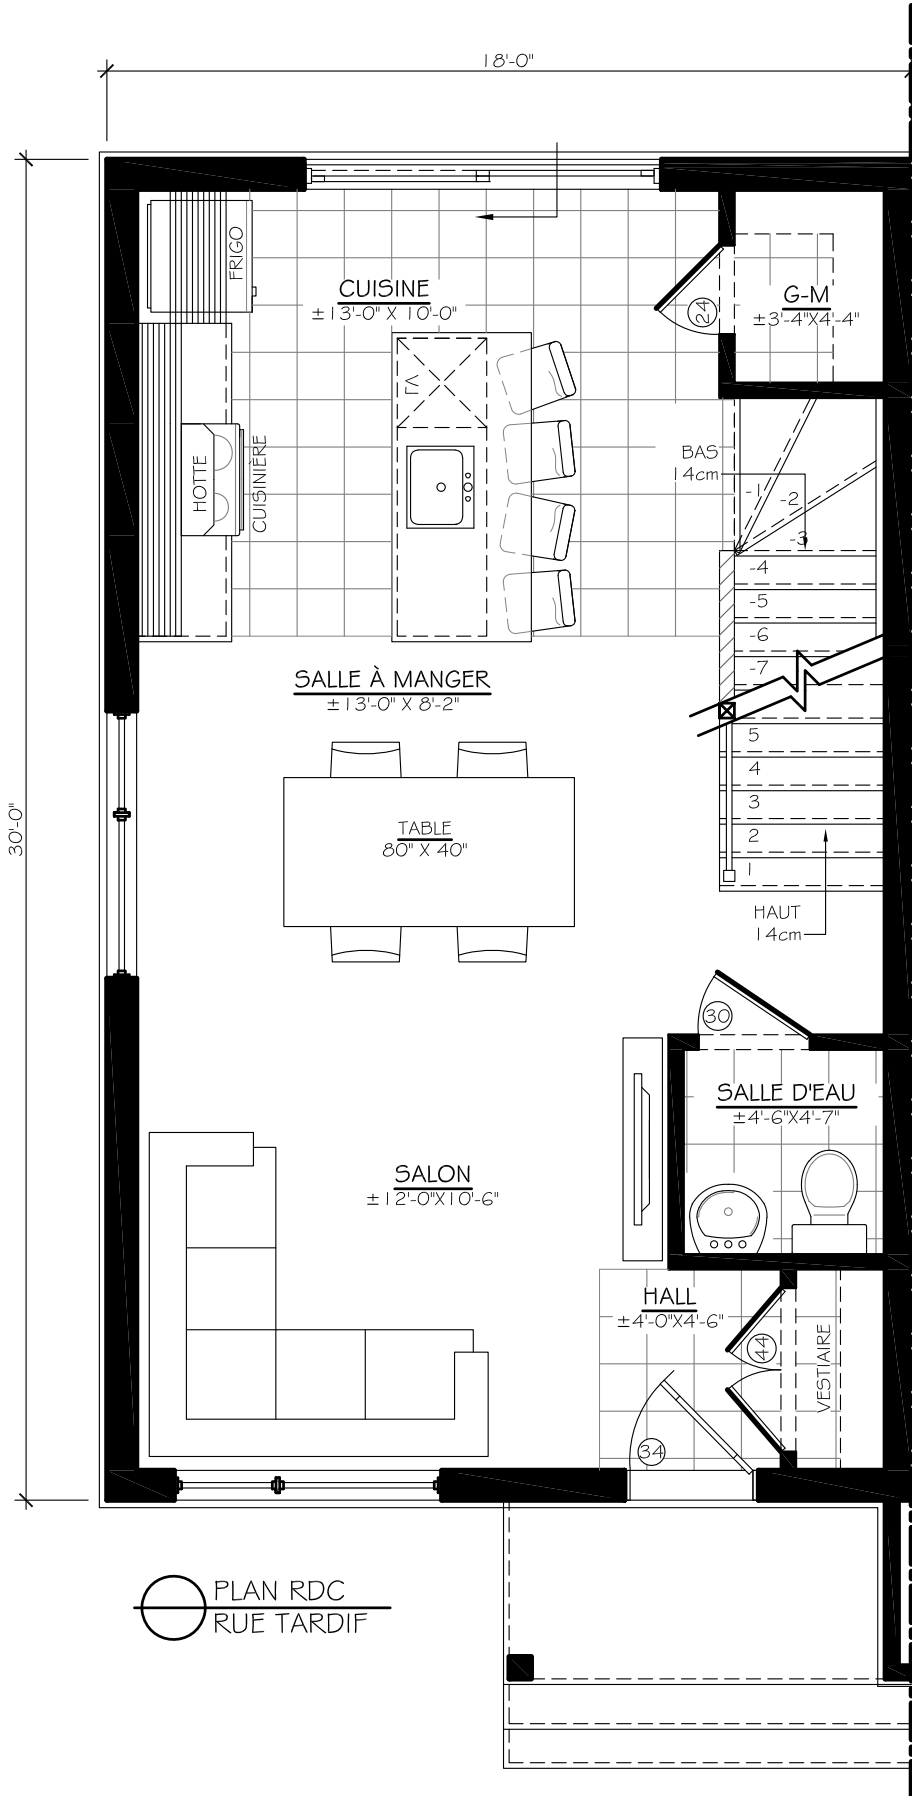 18'-0"
30'-0"
FRIGO
CUISINE
±13'-0" X 10'-0"
24
G-M
±3'-4"X4'-4"
LV
HOTTE
CUISINIÈRE
BAS
14cm
-1
-2
-3
-4
-5
-6
-7
SALLE À MANGER
±13'-0" X 8'-2"
5
4
3
2
1
TABLE
80" X 40"
HAUT
14cm
30
SALLE D'EAU
±4'-6"X4'-7"
SALON
±12'-0"X10'-6"
HALL
±4'-0"X4'-6"
44
VESTIAIRE
34
PLAN RDC
RUE TARDIF